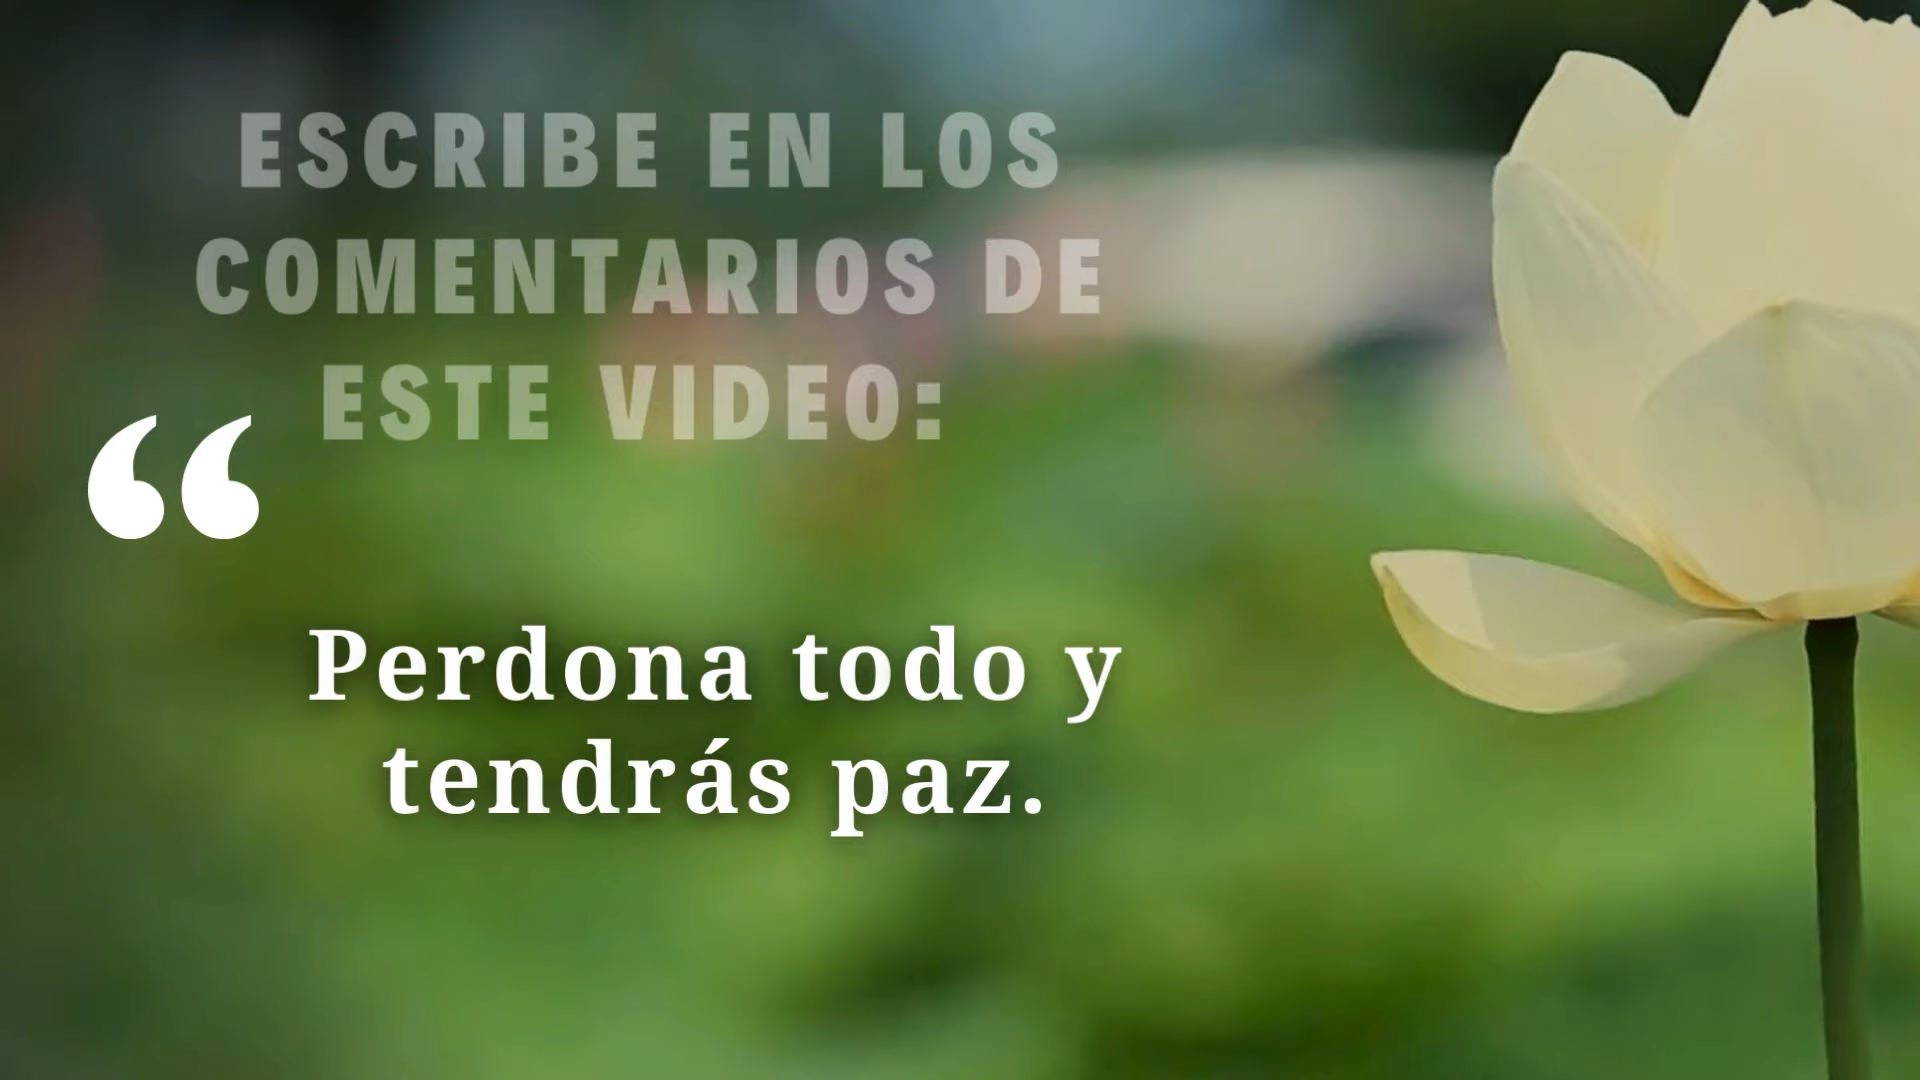 ESCRIBE EN LOS
COMENTARIOS DE
ESTE VIDEO:
“
Perdona todo y
tendrás paz.